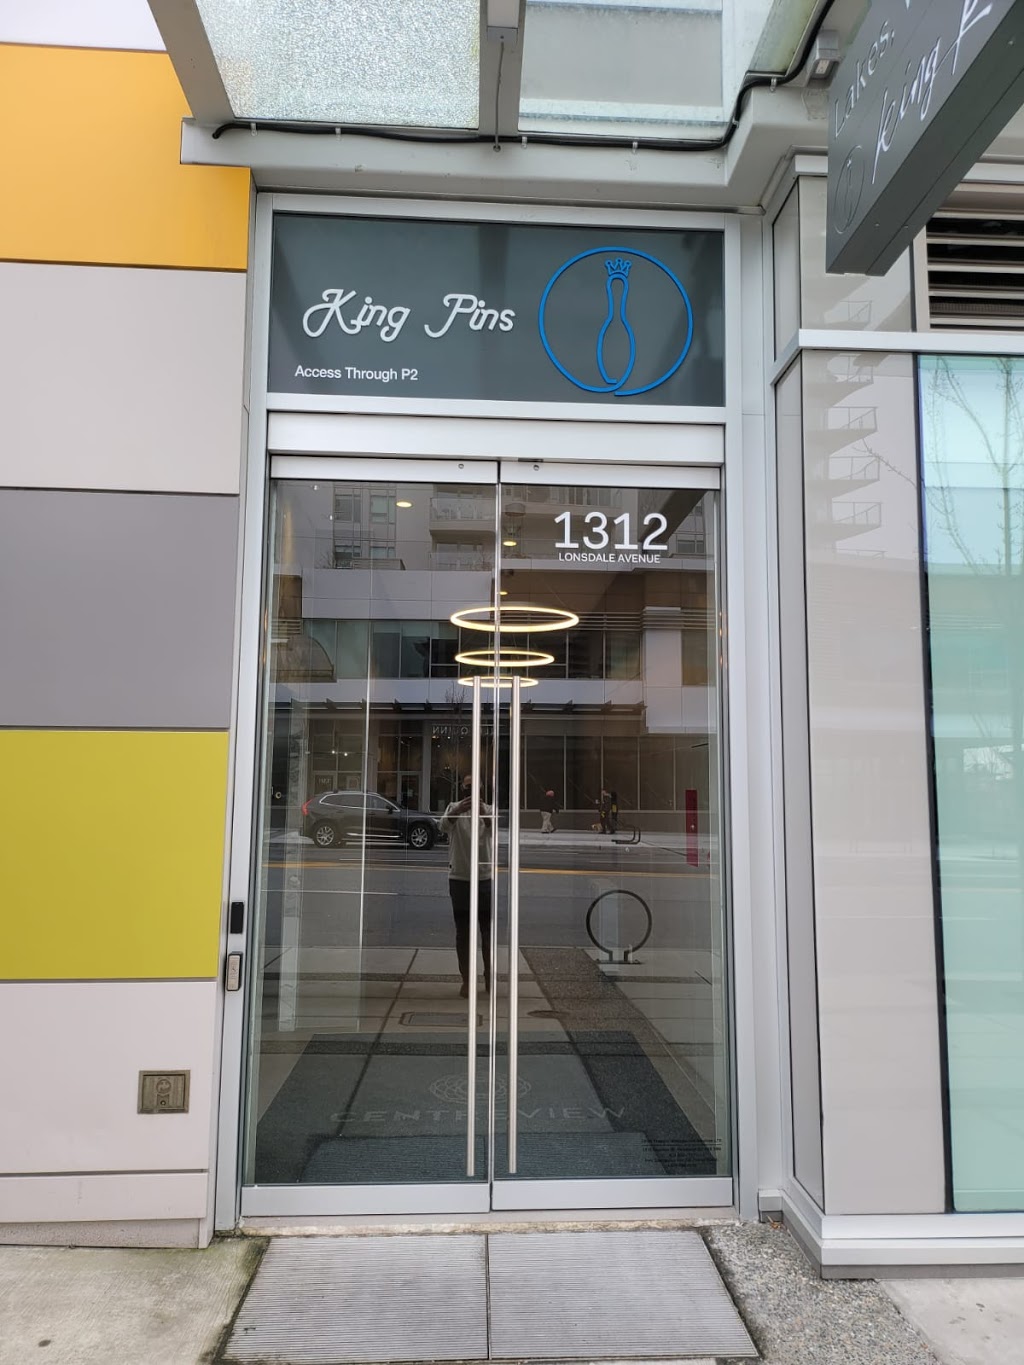 Lakes,
King
King Pins
Access Through P2
1312
LONSDALE AVENUE
CENTREVIEW